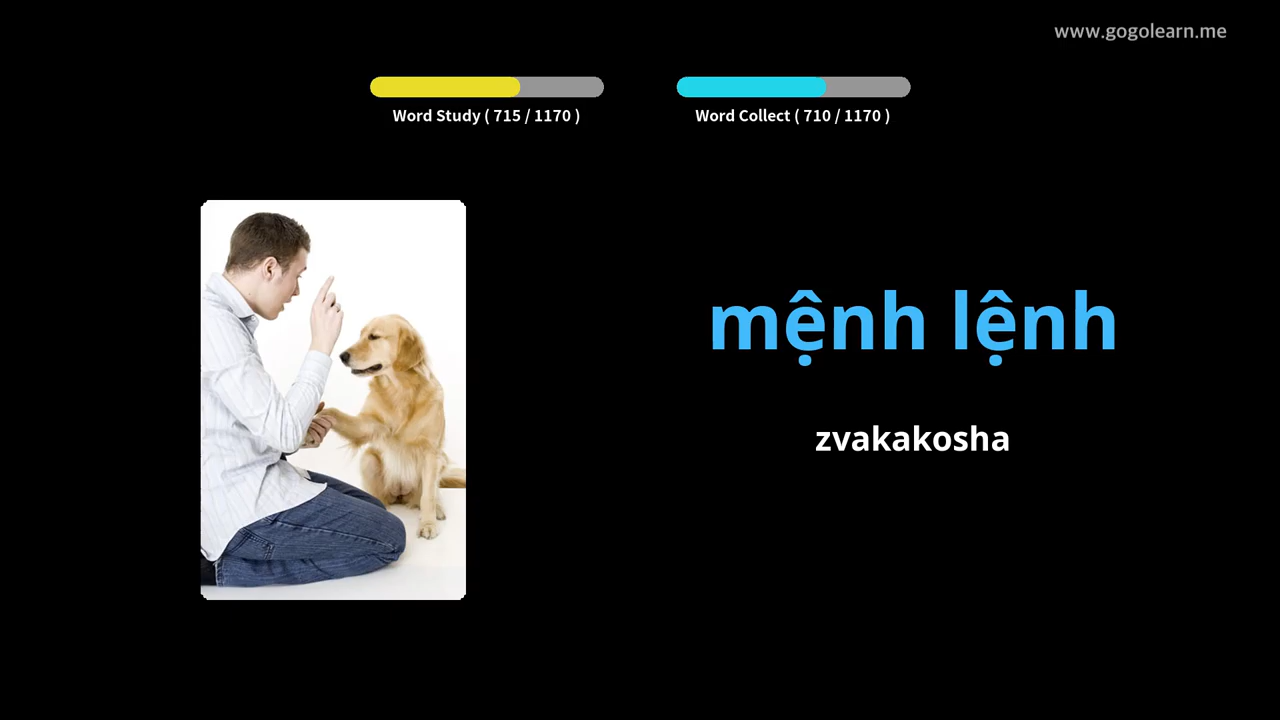 www.gogolearn.me
Word Study ( 715 / 1170 )
Word Collect ( 710 / 1170 )
mệnh lệnh
zvakakosha